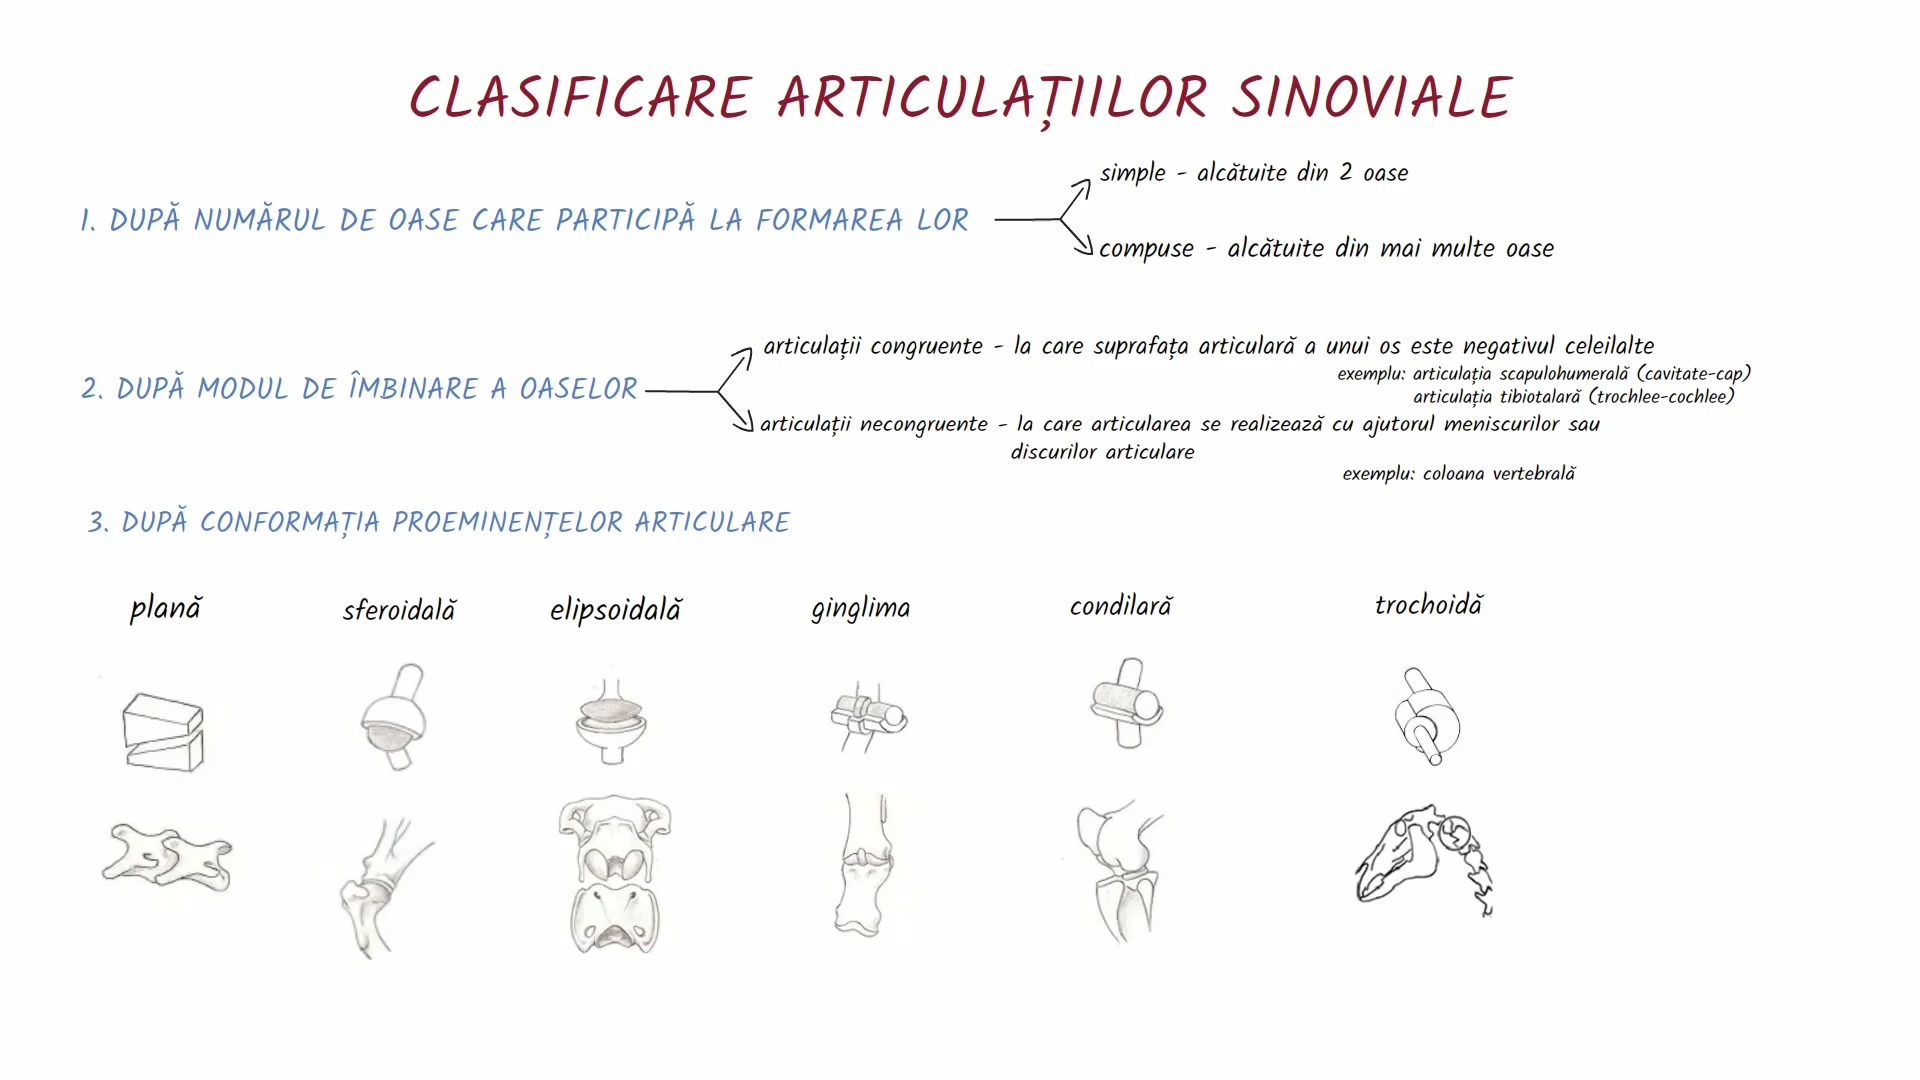 CLASIFICARE ARTICULAȚIILOR SINOVIALE
simple - alcătuite din 2 oase
1. DUPĂ NUMĂRUL DE OASE CARE PARTICIPĂ LA FORMAREA LOR
compuse - alcătuite din mai multe oase
articulații congruente - la care suprafața articulară a unui os este negativul celeilalte
exemplu: articulația scapulohumerală (cavitate-cap)
2. DUPĂ MODUL DE ÎMBINARE A OASELOR
articulația tibiotalară (trochlee-cochlee)
articulații necongruente - la care articularea se realizează cu ajutorul meniscurilor sau
discurilor articulare
exemplu: coloana vertebrală
3. DUPĂ CONFORMAȚIA PROEMINENȚELOR ARTICULARE
plană
sferoidală
elipsoidală
ginglima
condilară
trochoidă